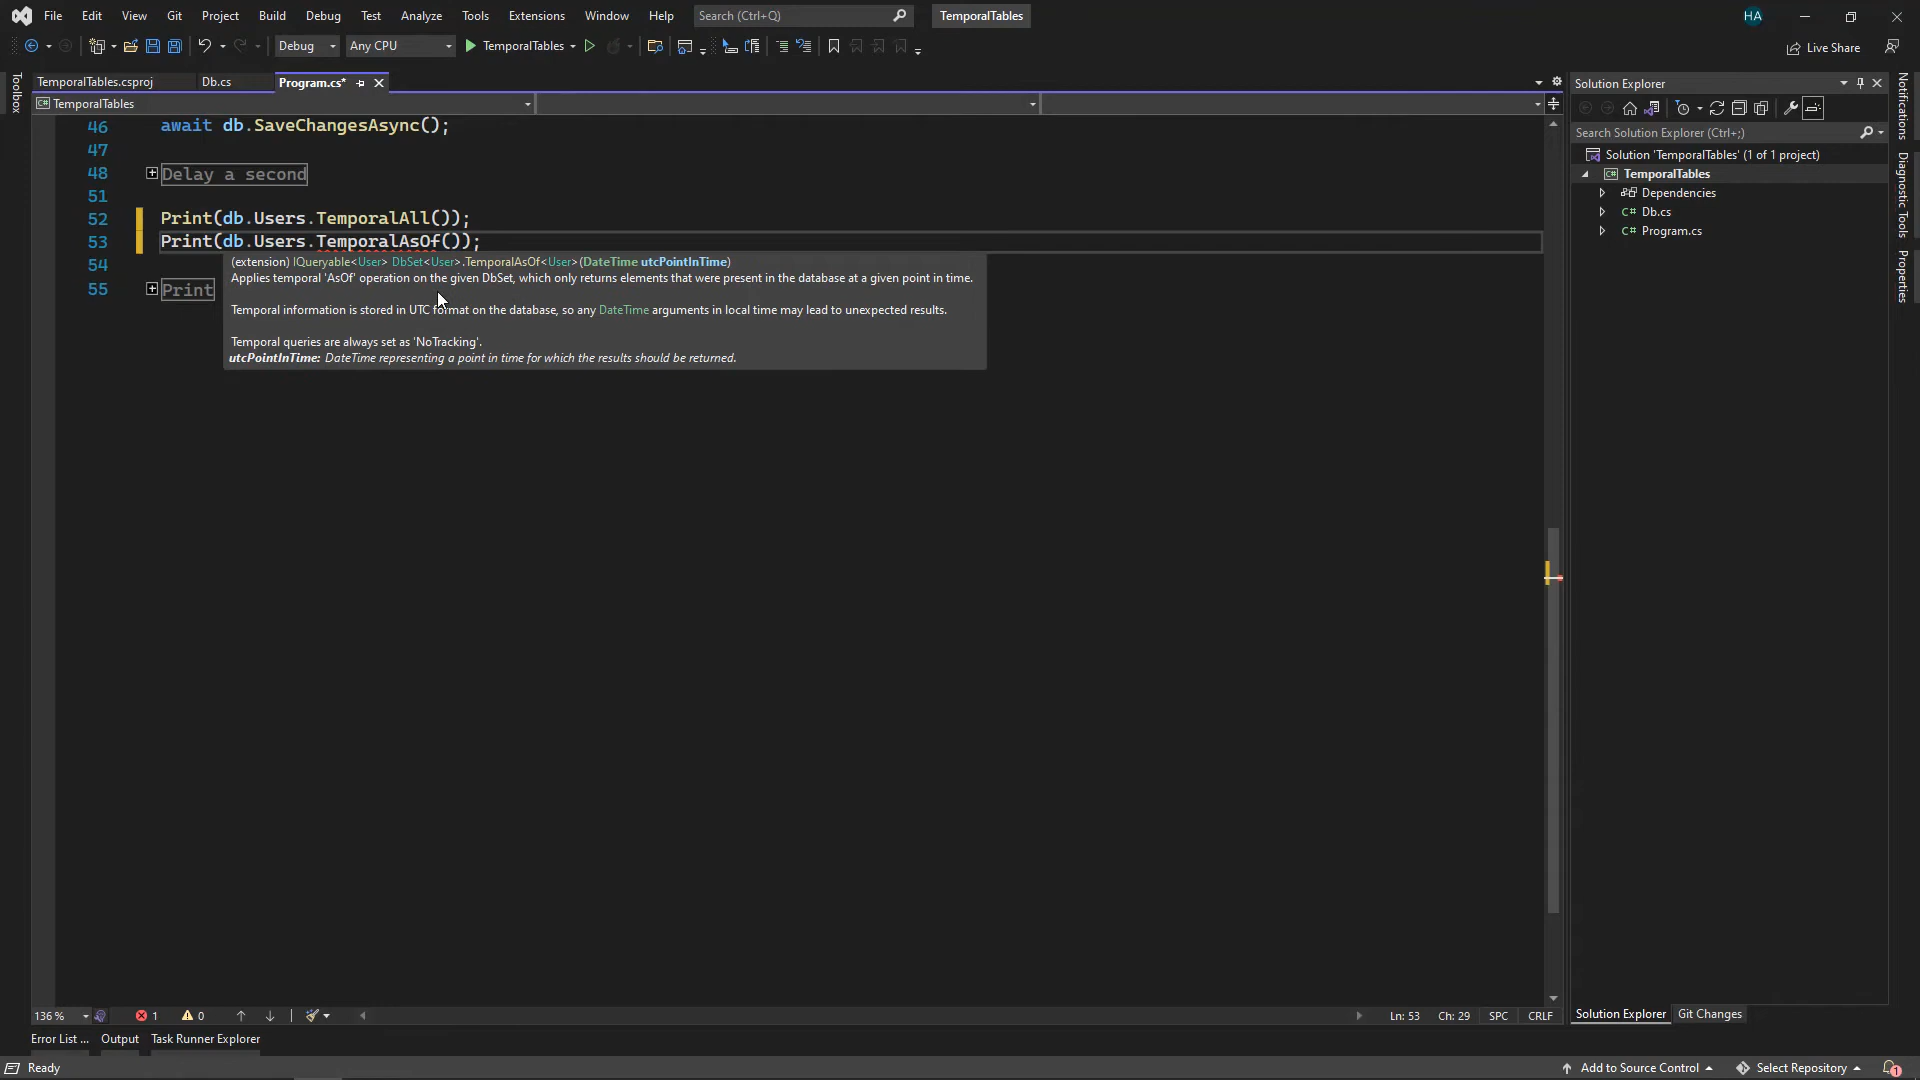 File Edit View Git Project Build Debug Test Analyze Tools Extensions Window Help Search (Ctrl+Q) TemporalTables HA
Debug Any CPU TemporalTables Live Share
Toolbox
TemporalTables.csproj Db.cs Program.cs*
TemporalTables
46 await db.SaveChangesAsync();
47
48 Delay a second
51
52 Print(db.Users.TemporalAll());
53 Print(db.Users.TemporalAsOf());
54
55 Print
(extension) IQueryable<User> DbSet<User>.TemporalAsOf<User>(DateTime utcPointInTime)
Applies temporal 'AsOf' operation on the given DbSet, which only returns elements that were present in the database at a given point in time.
Temporal information is stored in UTC format on the database, so any DateTime arguments in local time may lead to unexpected results.
Temporal queries are always set as 'NoTracking'.
utcPointInTime: DateTime representing a point in time for which the results should be returned.
Solution Explorer
Search Solution Explorer (Ctrl+;)
Solution 'TemporalTables' (1 of 1 project)
C# TemporalTables
Dependencies
C# Db.cs
C# Program.cs
Notifications
Diagnostic Tools
Properties
136 % 1 0 Ln: 53 Ch: 29 SPC CRLF
Solution Explorer Git Changes
Error List ... Output Task Runner Explorer
Ready Add to Source Control Select Repository 1